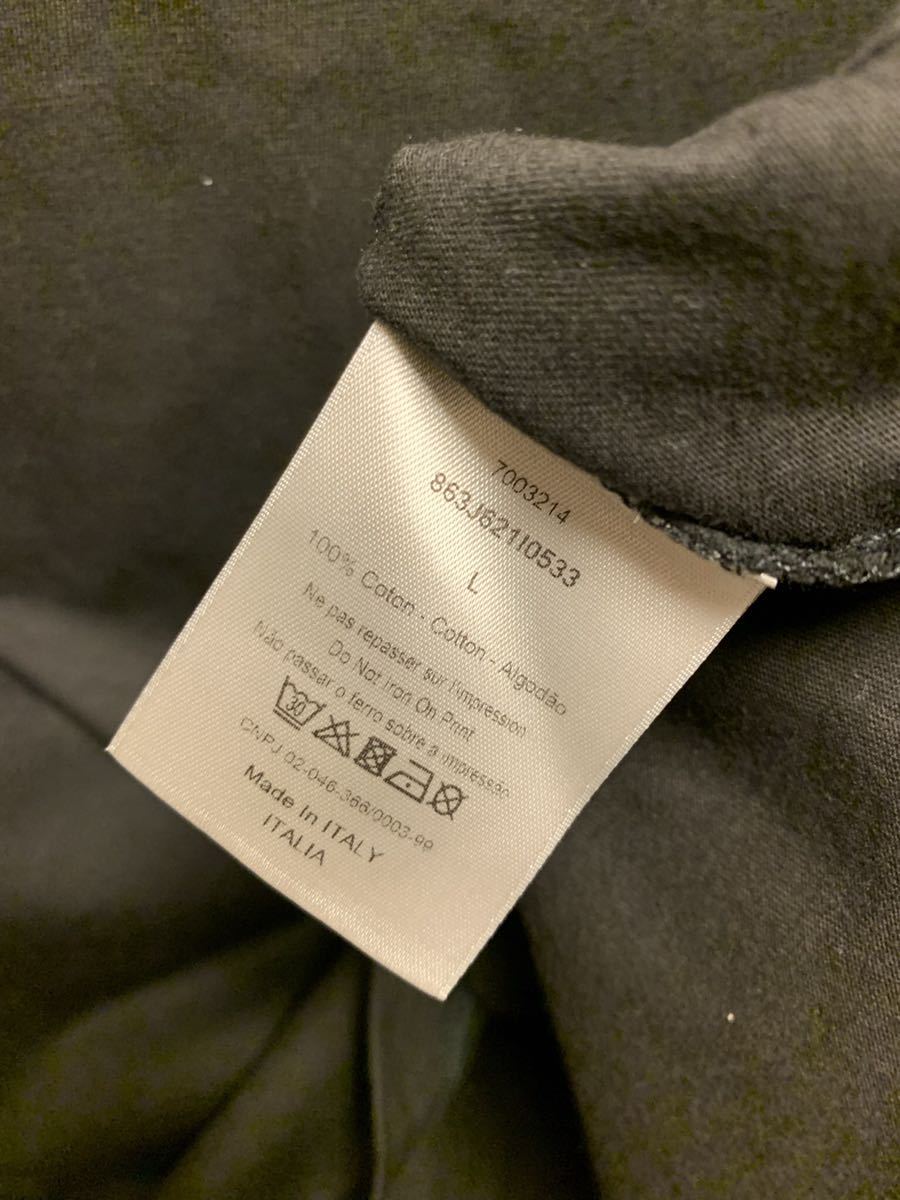 7003214
863J621I0533
L
100% Coton - Cotton - Algodão
Ne pas repasser sur l'impression
Do Not Iron On Print
Não passar o ferro sobre a impressão
30
CNPJ 02-046-366/0003-99
Made In ITALY
ITALIA